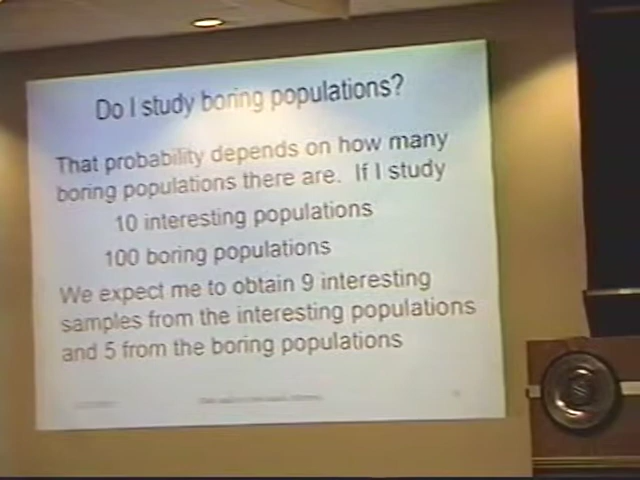 Do I study boring populations?
That probability depends on how many
boring populations there are. If I study
10 interesting populations
100 boring populations
We expect me to obtain 9 interesting
samples from the interesting populations
and 5 from the boring populations